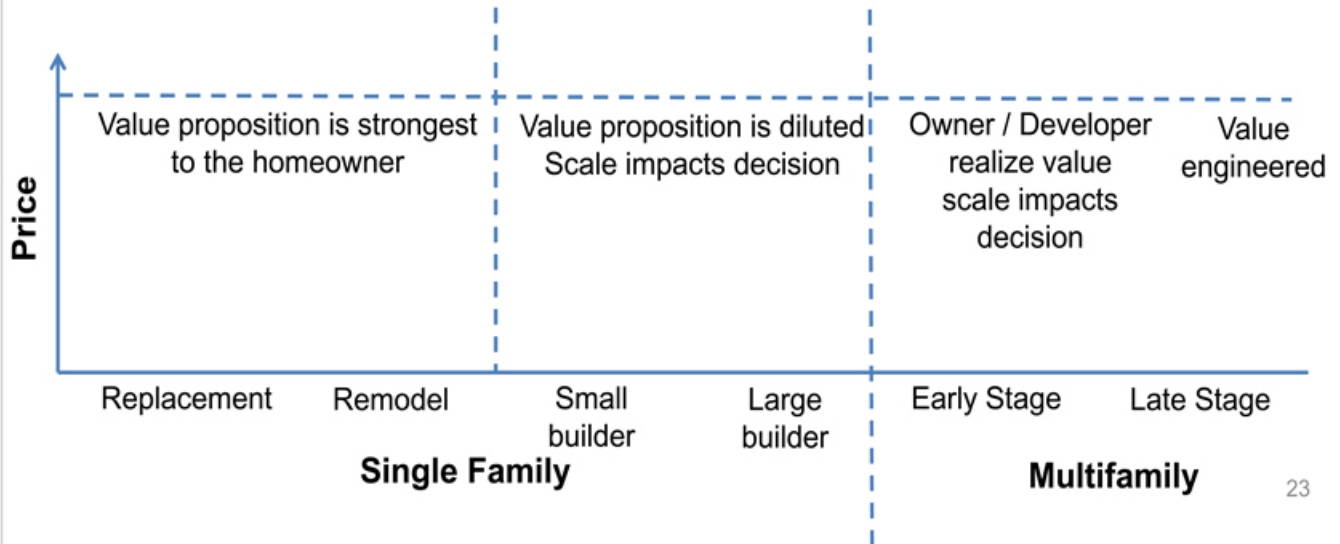 Price
Value proposition is strongest
to the homeowner
Value proposition is diluted
Scale impacts decision
Owner / Developer
realize value
scale impacts
decision
Value
engineered
Replacement
Remodel
Small
builder
Large
builder
Early Stage
Late Stage
Single Family
Multifamily
23